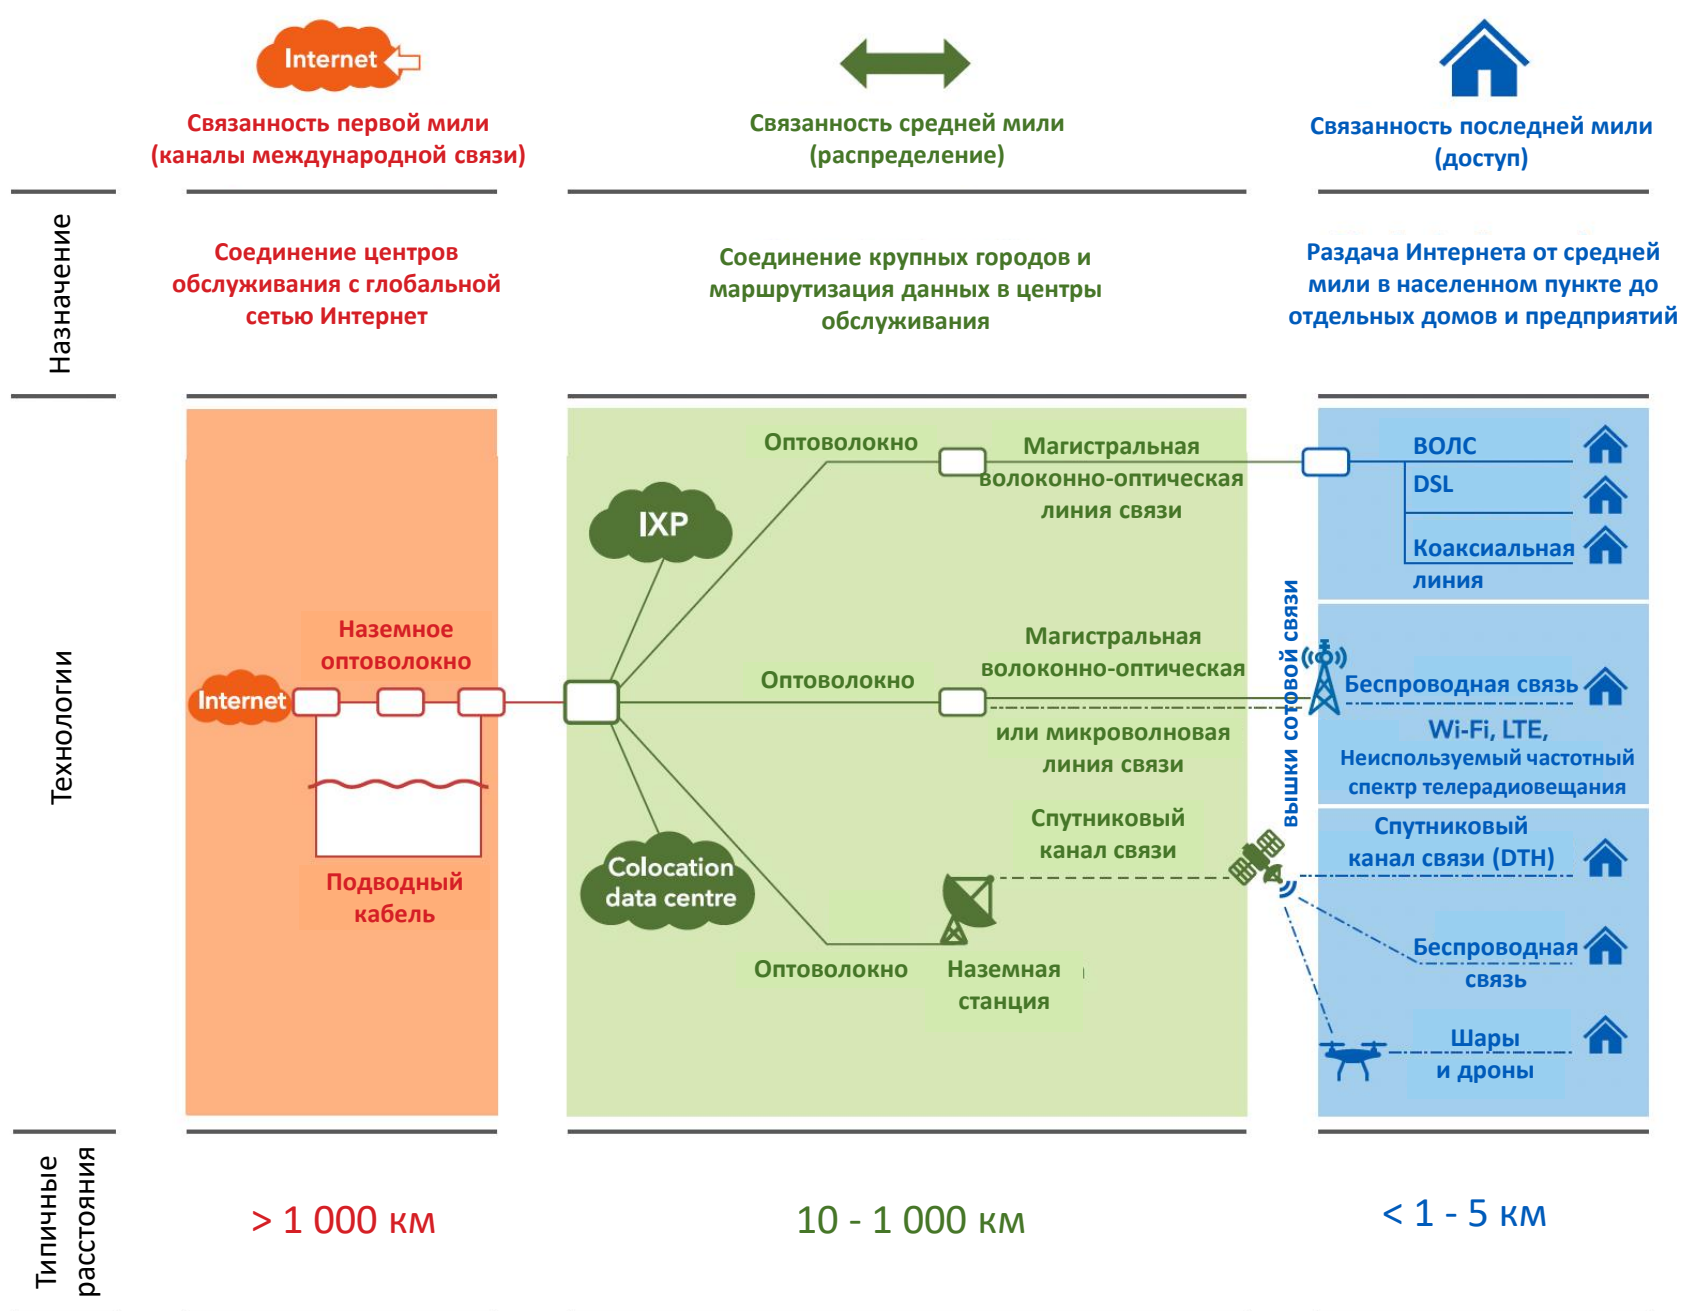 Internet
Связанность первой мили
(каналы международной связи)
Связанность средней мили
(распределение)
Связанность последней мили
(доступ)
Назначение
Соединение центров
обслуживания с глобальной
сетью Интернет
Соединение крупных городов и
маршрутизация данных в центры
обслуживания
Раздача Интернета от средней
мили в населенном пункте до
отдельных домов и предприятий
Технологии
Internet
Наземное
оптоволокно
Подводный
кабель
IXP
Colocation
data centre
Оптоволокно
Магистральная
волоконно-оптическая
линия связи
Оптоволокно
Магистральная
волоконно-оптическая
или микроволновая
линия связи
Спутниковый
канал связи
Оптоволокно
Наземная
станция
вышки сотовой связи
ВОЛС
DSL
Коаксиальная
линия
Беспроводная связь
Wi-Fi, LTE,
Неиспользуемый частотный
спектр телерадиовещания
Спутниковый
канал связи (DTH)
Беспроводная
связь
Шары
и дроны
Типичные
расстояния
> 1 000 км
10 - 1 000 км
< 1 - 5 км